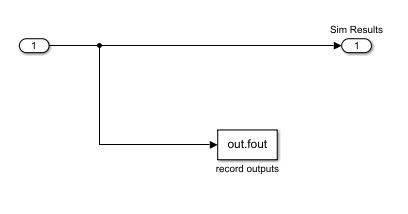 Sim Results
1
1
out.fout
record outputs